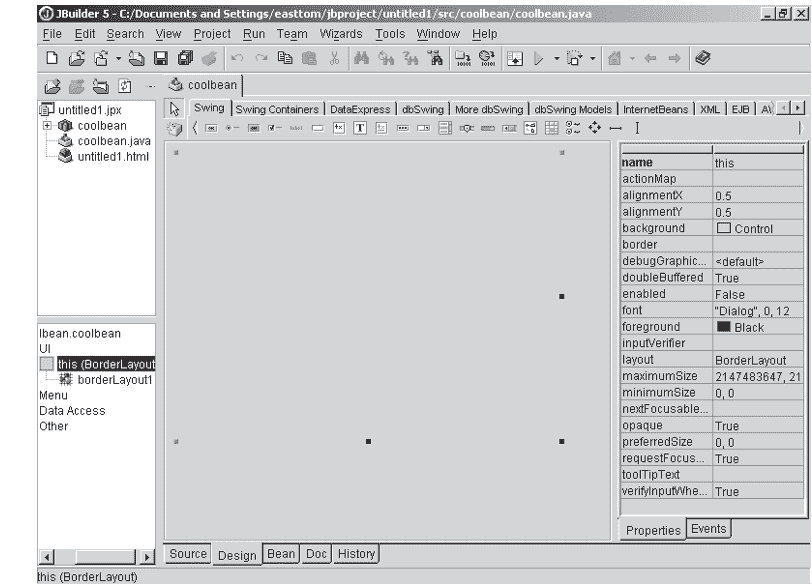 JBuilder 5 - C:/Documents and Settings/easttom/jbproject/untitled1/src/coolbean/coolbean.java
File Edit Search View Project Run Team Wizards Tools Window Help
coolbean
untitled1.jpx
coolbean
coolbean.java
untitled1.html
Swing Swing Containers DataExpress dbSwing More dbSwing dbSwing Models InternetBeans XML EJB
name this
actionMap
alignmentX 0.5
alignmentY 0.5
background Control
border
debugGraphic... <default>
doubleBuffered True
enabled False
font "Dialog", 0, 12
foreground Black
inputVerifier
layout BorderLayout
maximumSize 2147483647, 21
minimumSize 0, 0
nextFocusable...
opaque True
preferredSize 0, 0
requestFocus... True
toolTipText
verifyInputWhe... True
Properties Events
lbean.coolbean
UI
this (BorderLayout
borderLayout1
Menu
Data Access
Other
Source Design Bean Doc History
this (BorderLayout)